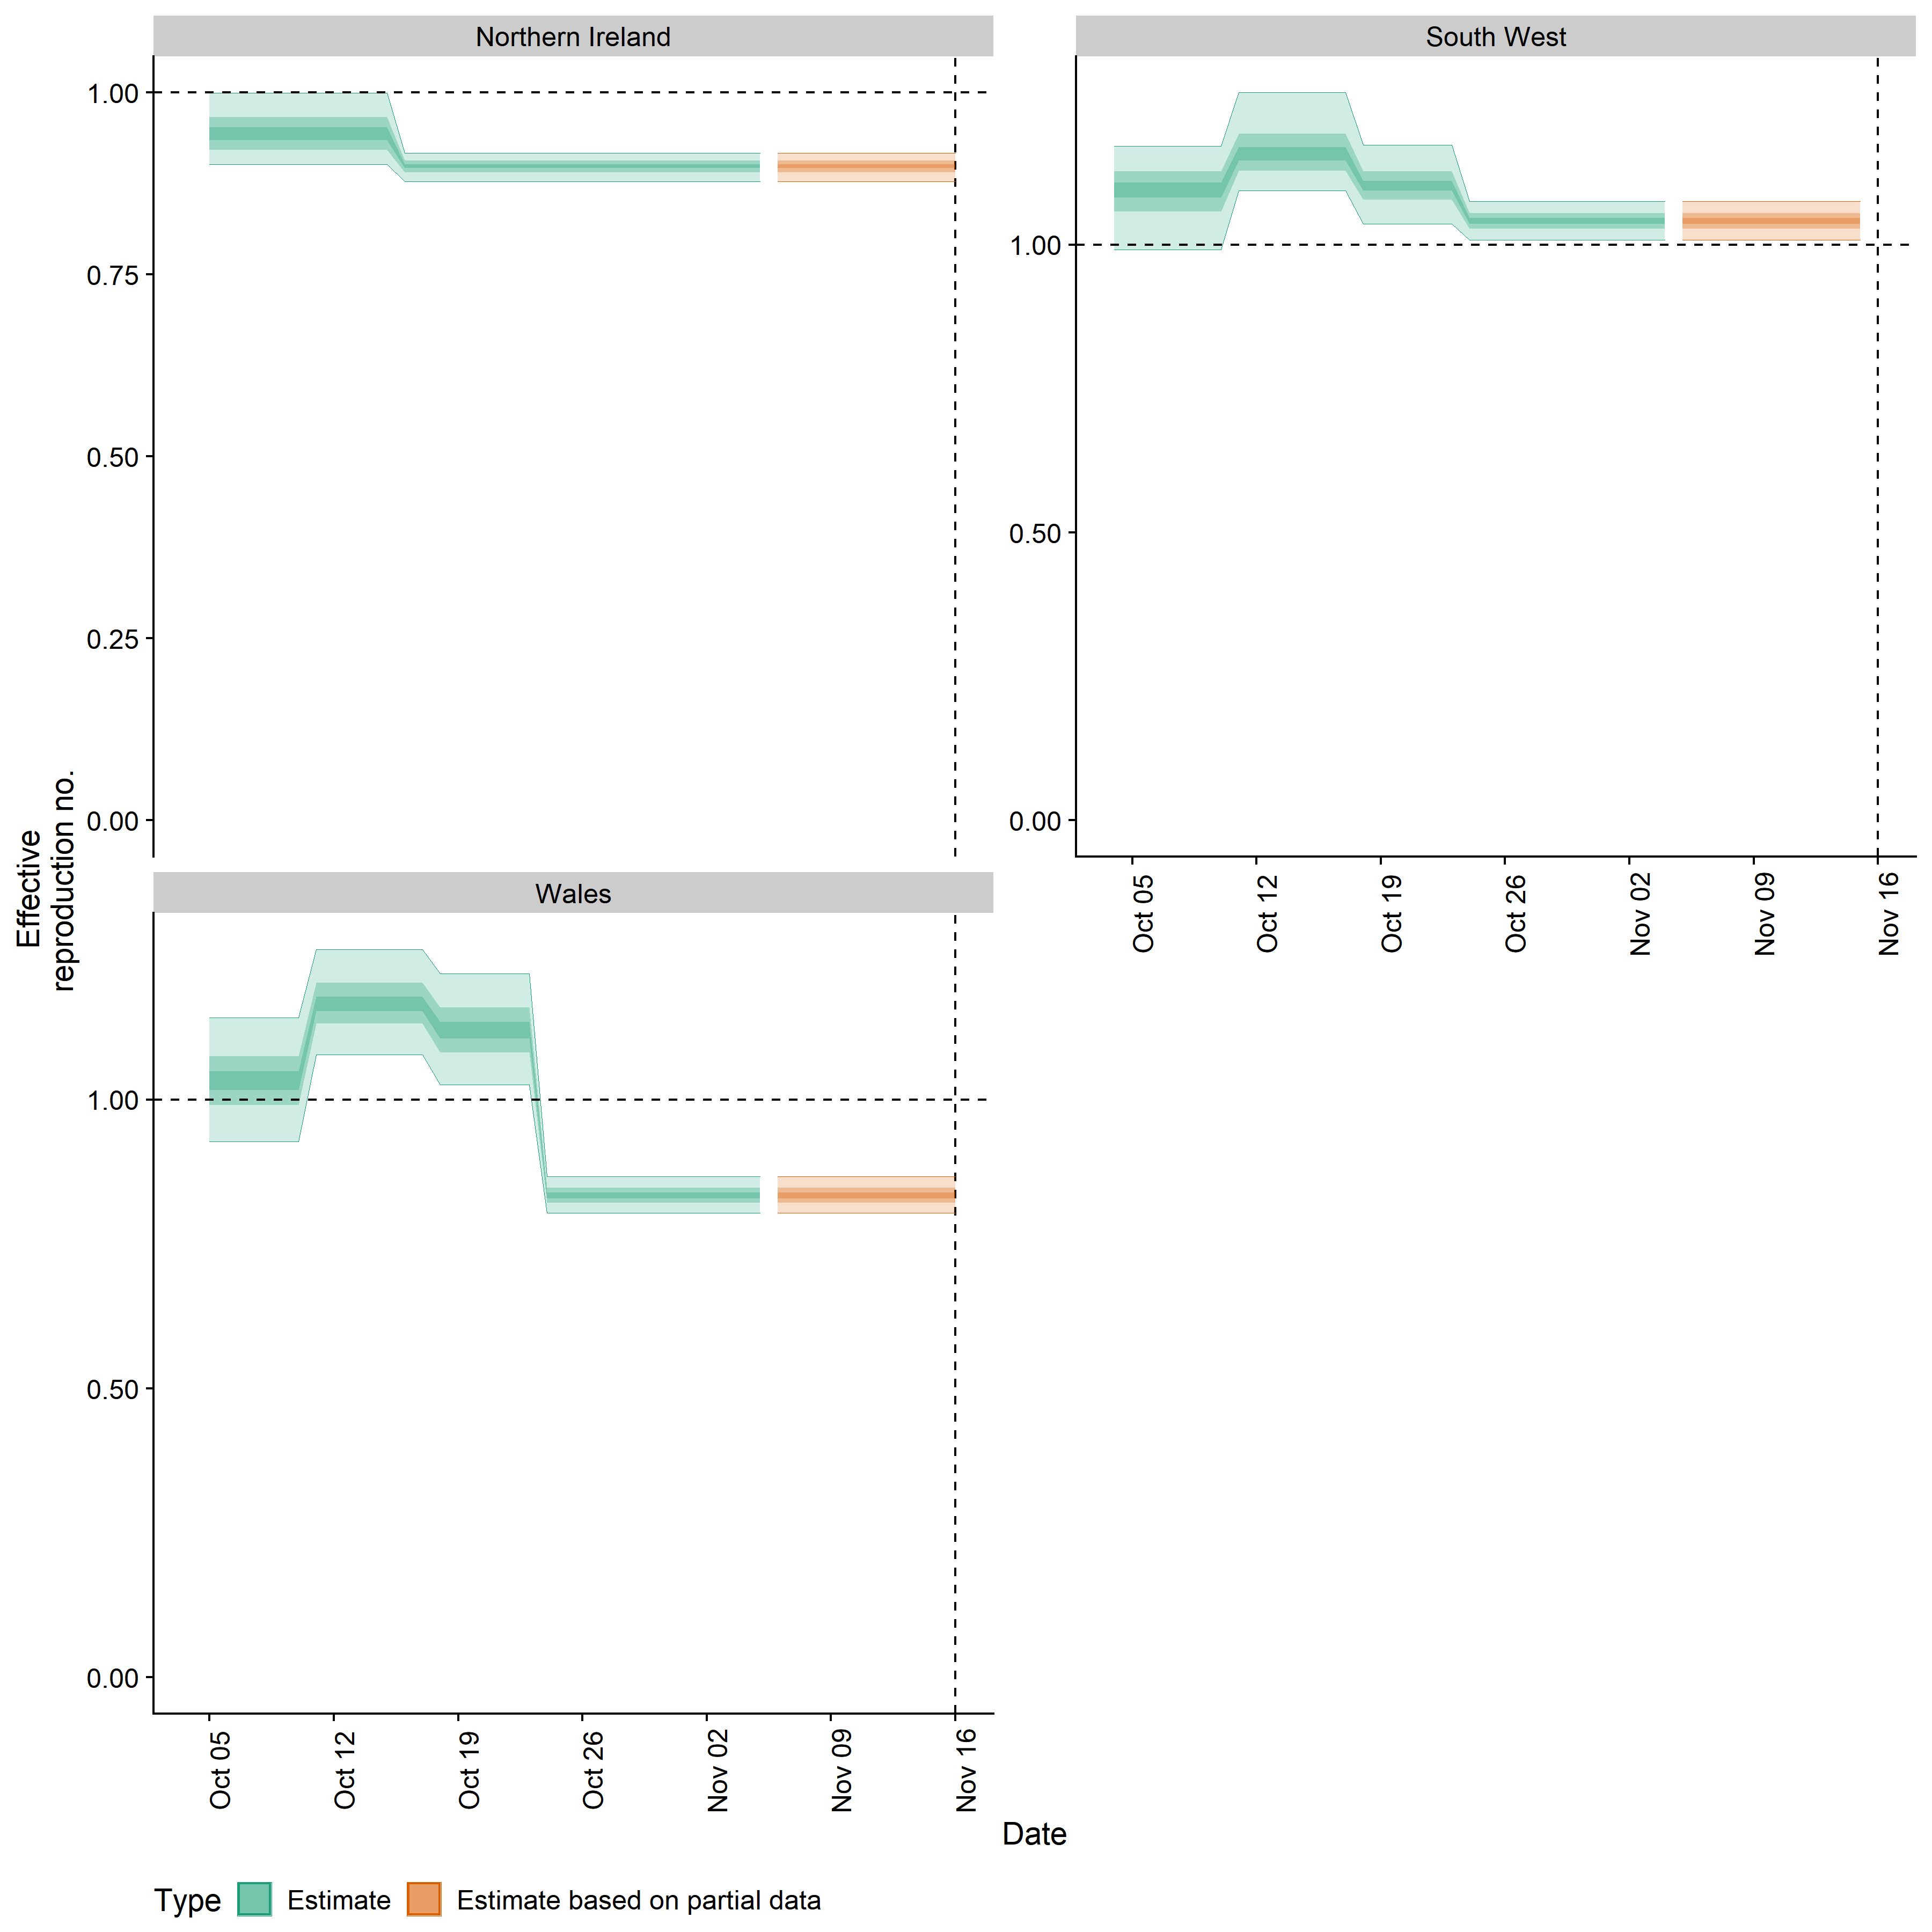 Northern Ireland
South West
1.00
0.75
0.50
0.25
0.00
1.00
0.50
0.00
Oct 05
Oct 12
Oct 19
Oct 26
Nov 02
Nov 09
Nov 16
Effective
reproduction no.
Wales
1.00
0.50
0.00
Oct 05
Oct 12
Oct 19
Oct 26
Nov 02
Nov 09
Nov 16
Date
Type Estimate Estimate based on partial data